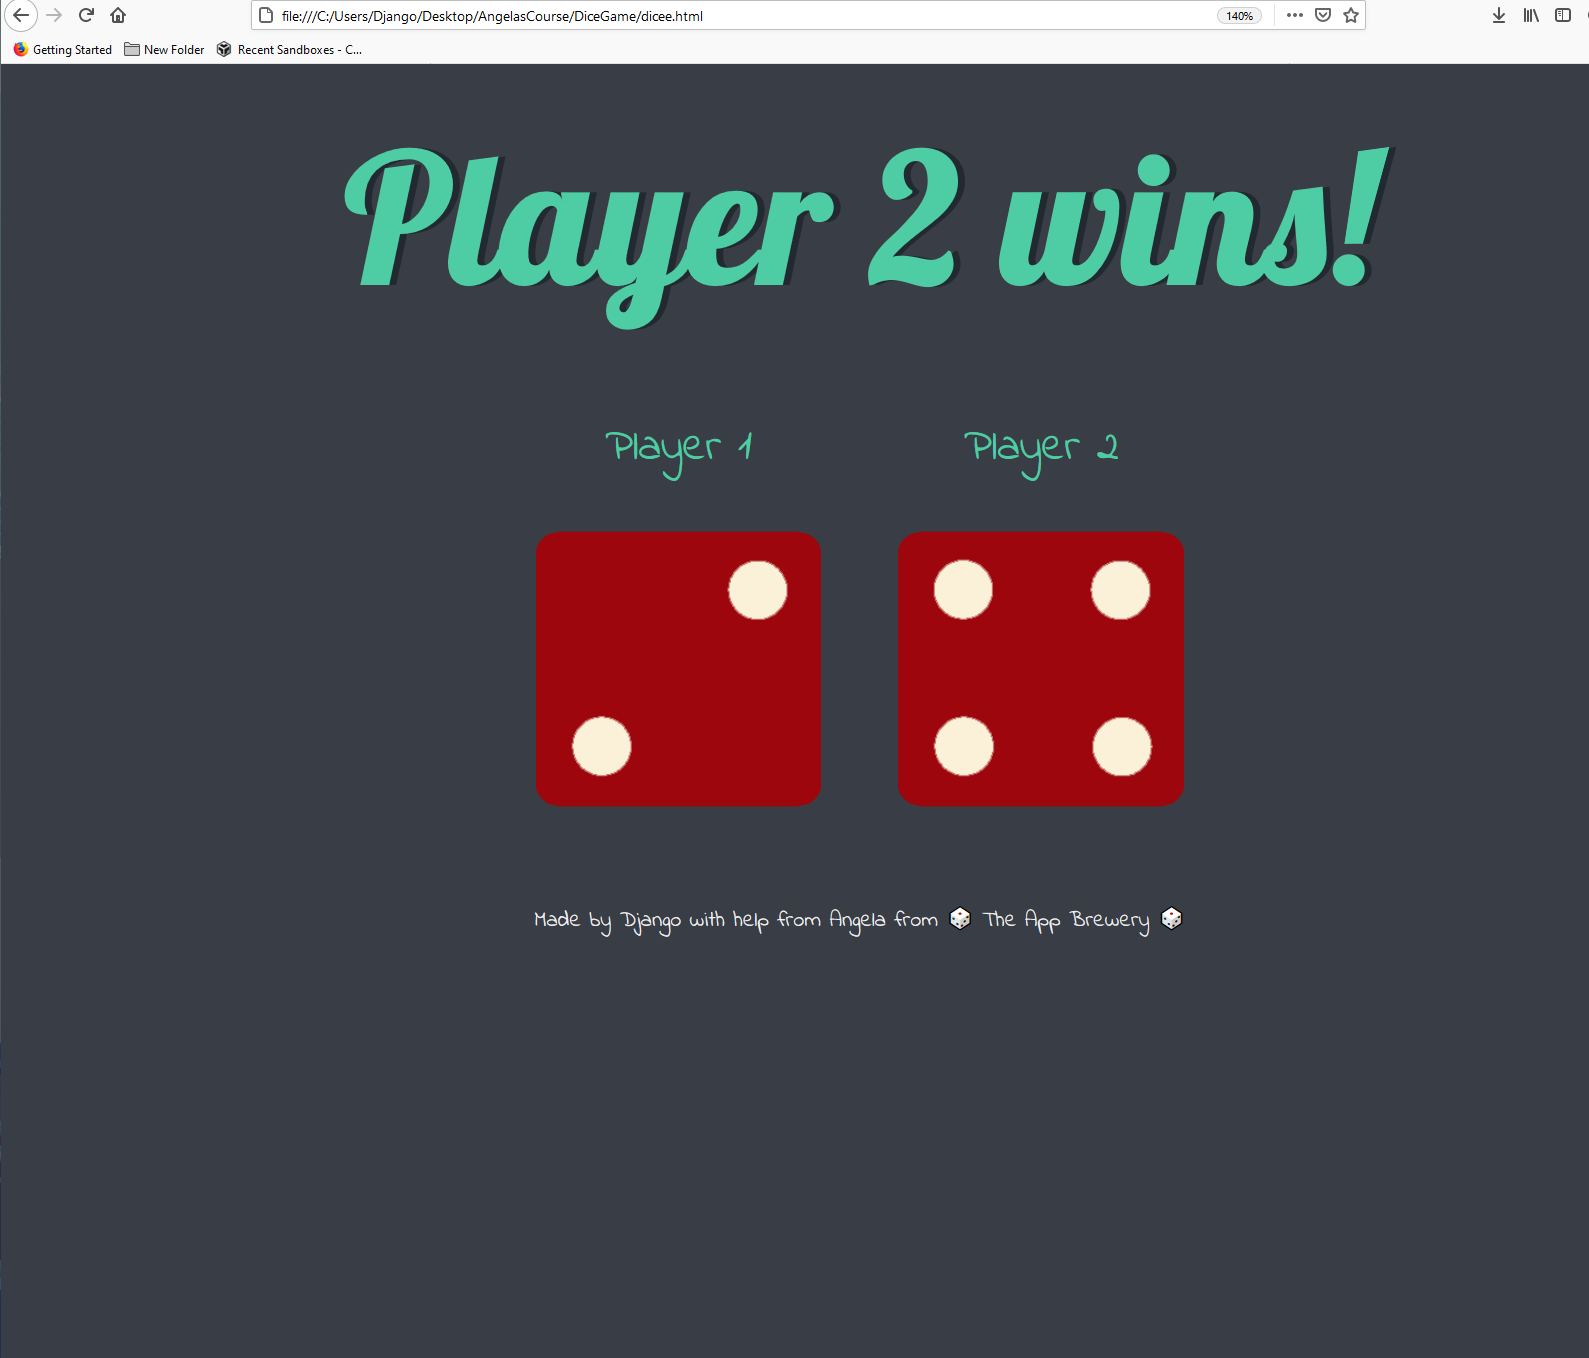 file:///C:/Users/Django/Desktop/AngelasCourse/DiceGame/dicee.html 140%
Getting Started New Folder Recent Sandboxes - C...
Player 2 wins!
Player 1 Player 2
Made by Django with help from Angela from 🎲 The App Brewery 🎲